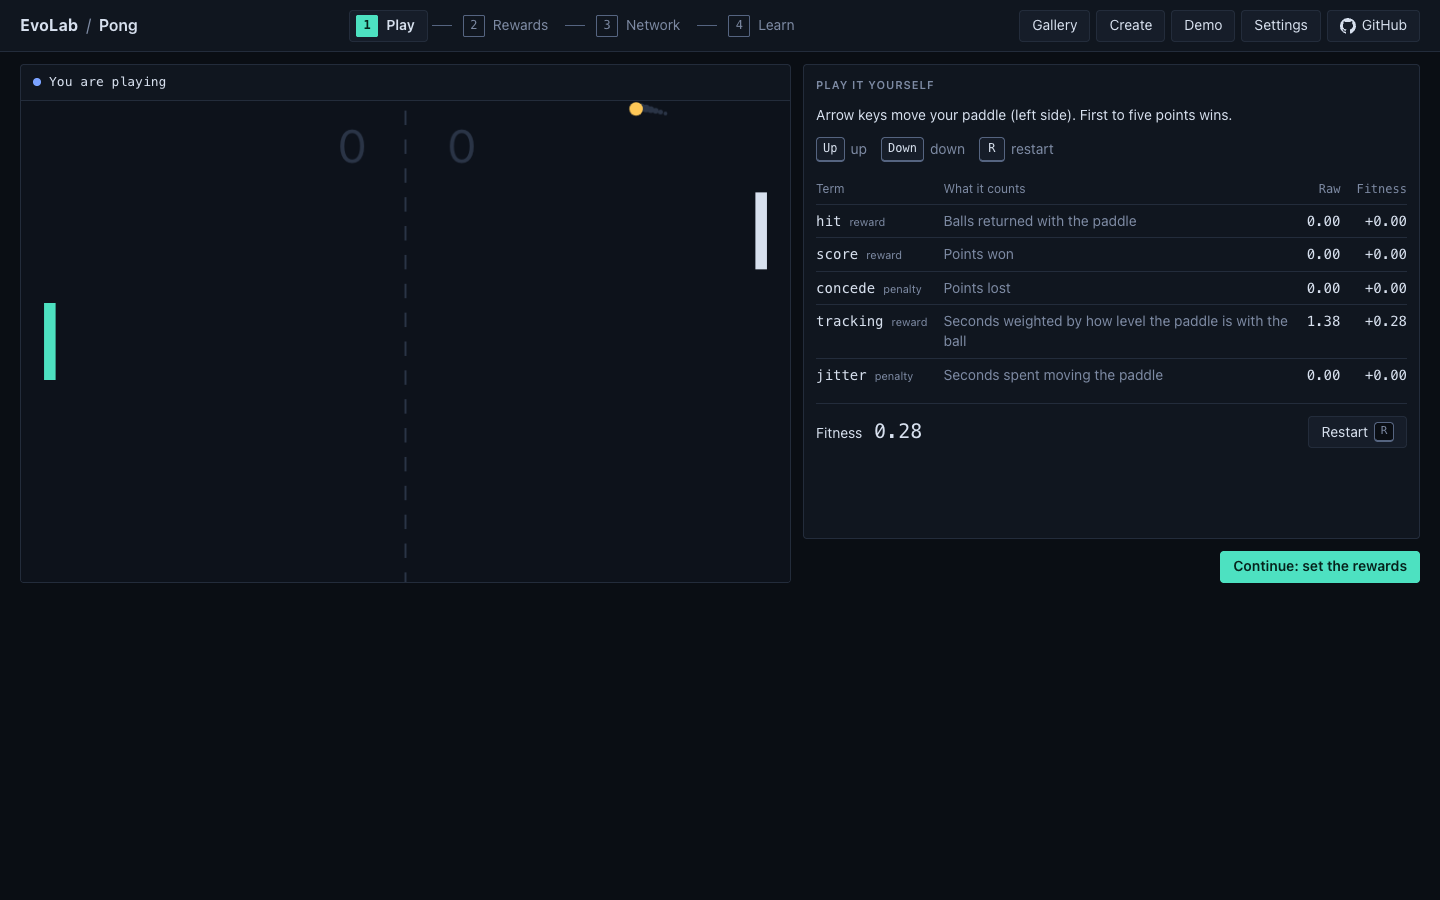 EvoLab / Pong
1 Play
2 Rewards
3 Network
4 Learn
Gallery
Create
Demo
Settings
GitHub
You are playing
0 0
PLAY IT YOURSELF
Arrow keys move your paddle (left side). First to five points wins.
Up up Down down R restart
Term What it counts Raw Fitness
hit reward Balls returned with the paddle 0.00 +0.00
score reward Points won 0.00 +0.00
concede penalty Points lost 0.00 +0.00
tracking reward Seconds weighted by how level the paddle is with the 1.38 +0.28
ball
jitter penalty Seconds spent moving the paddle 0.00 +0.00
Fitness 0.28
Restart R
Continue: set the rewards